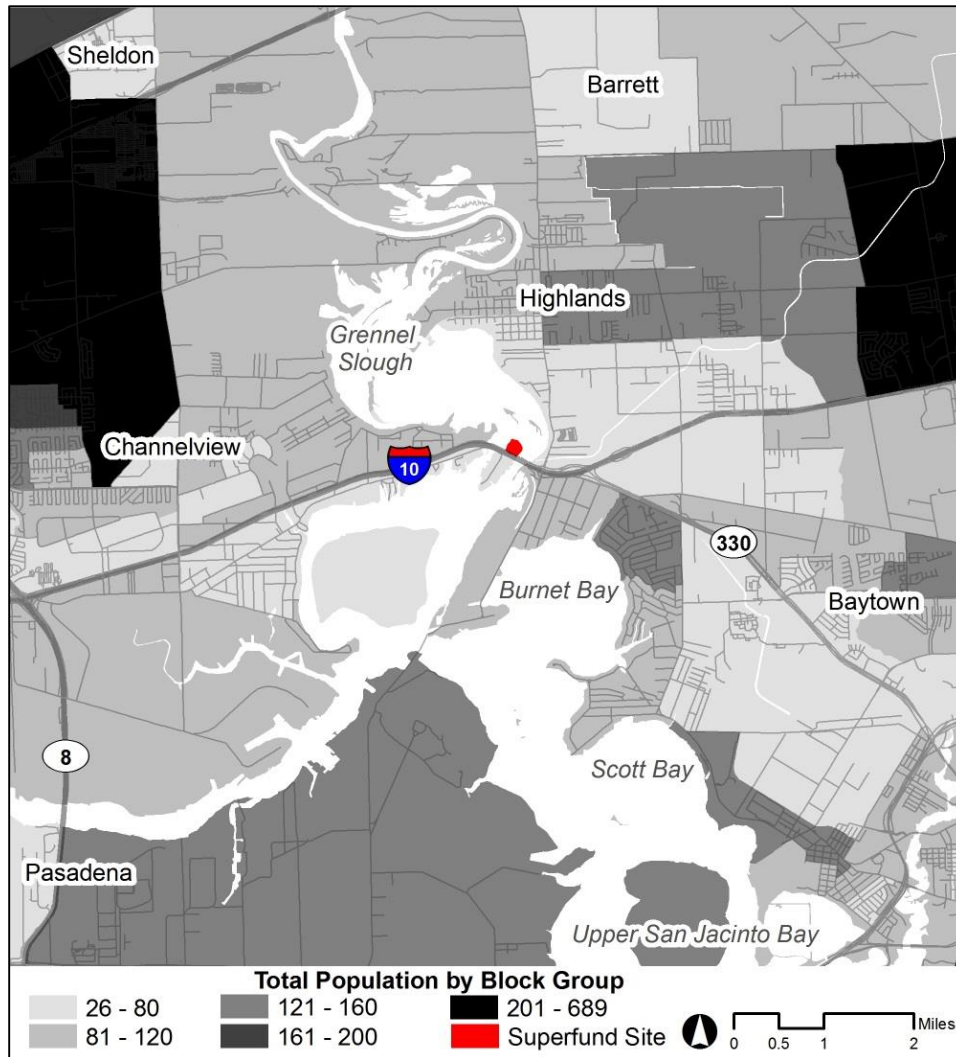 Sheldon
Barrett
Highlands
Grennel
Slough
Channelview
10
330
Burnet Bay
Baytown
8
Scott Bay
Pasadena
Upper San Jacinto Bay
Total Population by Block Group
26 - 80
121 - 160
201 - 689
81 - 120
161 - 200
Superfund Site
Miles
0 0.5 1 2